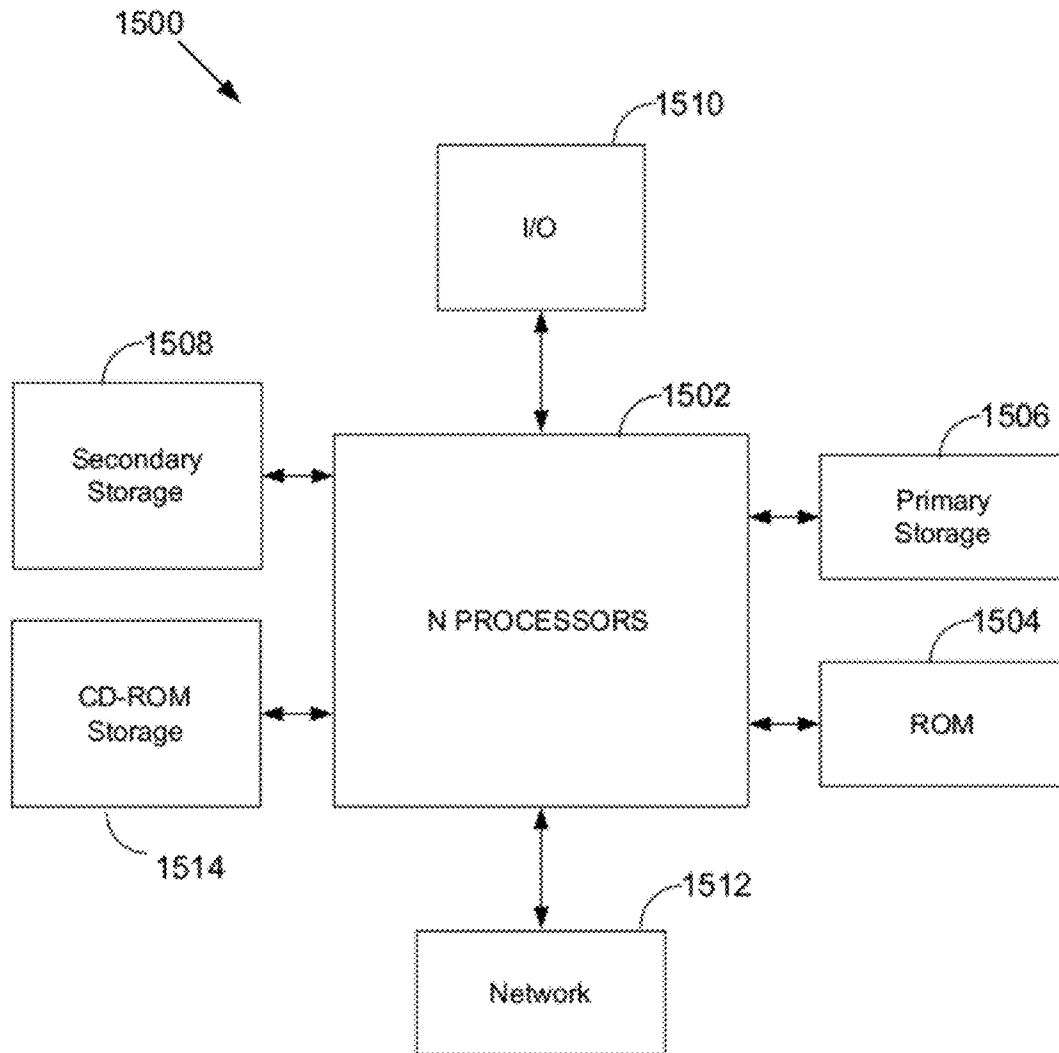 1500
1510
I/O
1508
1502
1506
Secondary
Storage
Primary
Storage
N PROCESSORS
1504
CD-ROM
Storage
ROM
1514
1512
Network